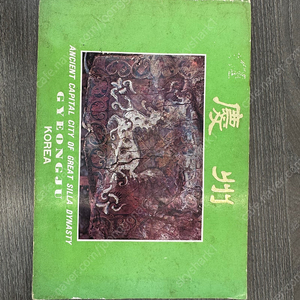 慶州
ANCIENT CAPITAL CITY OF GREAT SILLA DYNASTY
GYEONGJU
KOREA